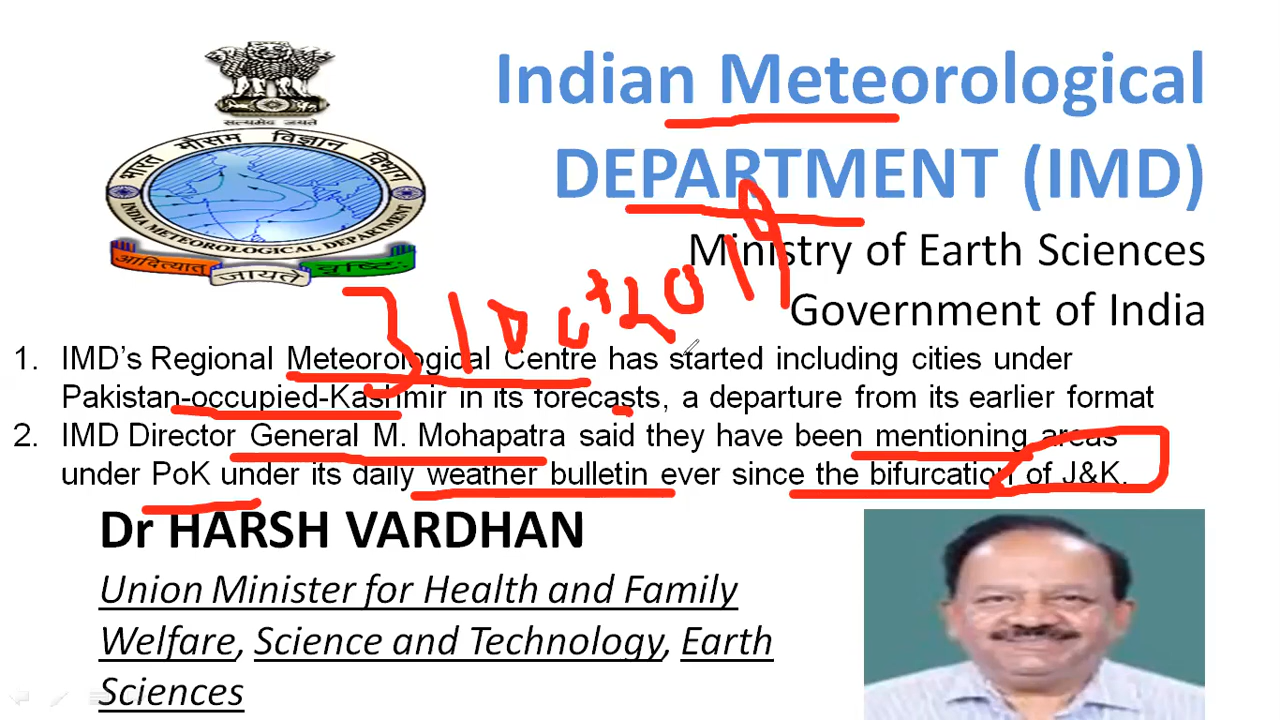 सत्यमेव जयते
भारत मौसम विज्ञान विभाग
INDIA METEOROLOGICAL DEPARTMENT
आदित्यात् जायते वृष्टिः
Indian Meteorological
DEPARTMENT (IMD)
Ministry of Earth Sciences
Government of India
31 Oct 2019
1. IMD's Regional Meteorological Centre has started including cities under
Pakistan-occupied-Kashmir in its forecasts, a departure from its earlier format
2. IMD Director General M. Mohapatra said they have been mentioning areas
under PoK under its daily weather bulletin ever since the bifurcation of J&K.
Dr HARSH VARDHAN
Union Minister for Health and Family
Welfare, Science and Technology, Earth
Sciences